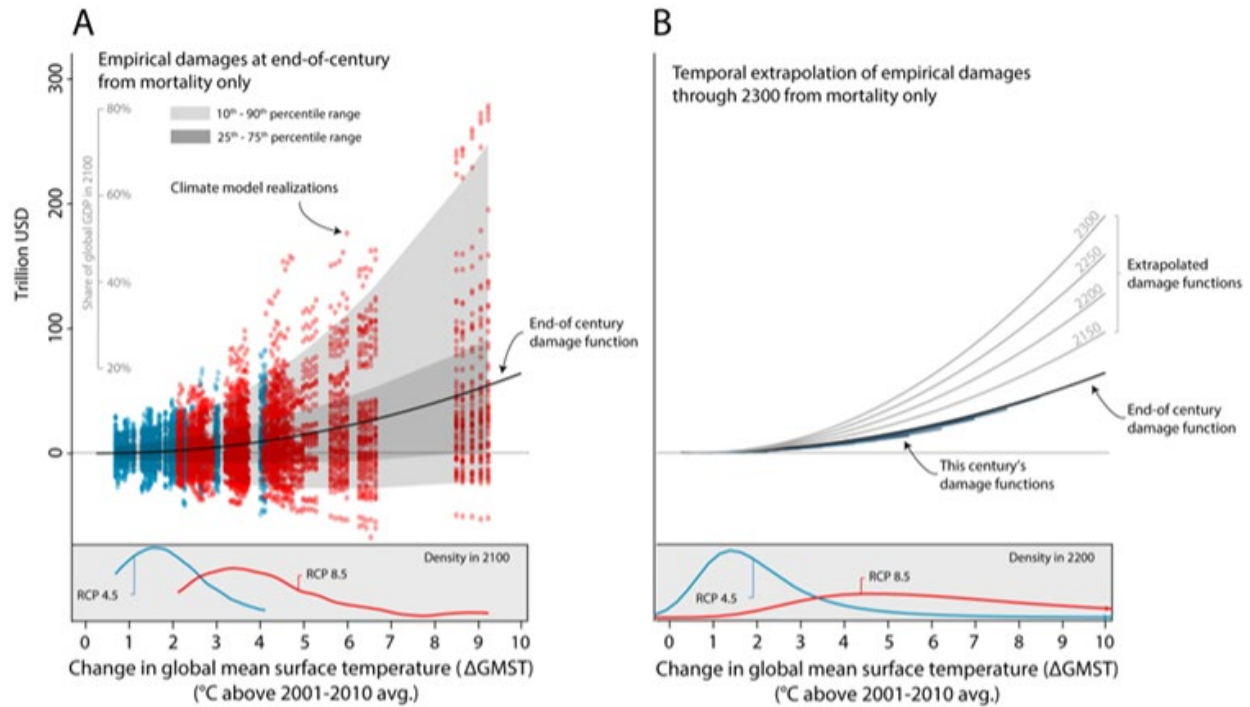 A
Empirical damages at end-of-century
from mortality only
10th - 90th percentile range
25th - 75th percentile range
Climate model realizations
End-of century
damage function
Trillion USD
300
200
100
0
Share of global GDP in 2100
80%
60%
40%
20%
Density in 2100
RCP 4.5
RCP 8.5
0 1 2 3 4 5 6 7 8 9 10
Change in global mean surface temperature (ΔGMST)
(°C above 2001-2010 avg.)
B
Temporal extrapolation of empirical damages
through 2300 from mortality only
2300
2250
2200
2150
Extrapolated
damage functions
End-of century
damage function
This century's
damage functions
Density in 2200
RCP 4.5
RCP 8.5
0 1 2 3 4 5 6 7 8 9 10
Change in global mean surface temperature (ΔGMST)
(°C above 2001-2010 avg.)